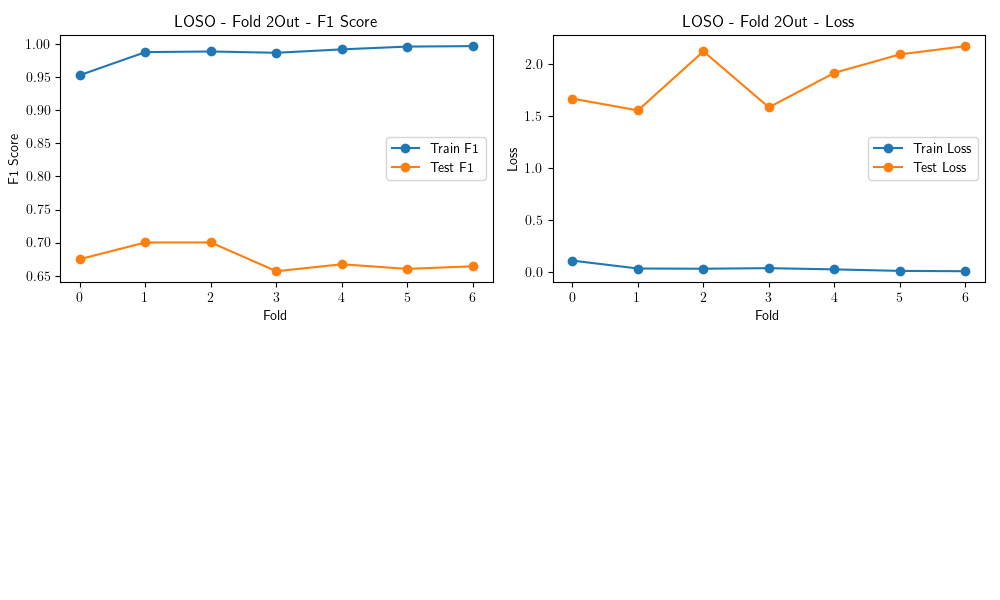 LOSO - Fold 2Out - F1 Score
1.00
0.95
0.90
0.85
0.80
0.75
0.70
0.65
F1 Score
Train F1
Test F1
0 1 2 3 4 5 6
Fold
LOSO - Fold 2Out - Loss
2.0
1.5
1.0
0.5
0.0
Loss
Train Loss
Test Loss
0 1 2 3 4 5 6
Fold